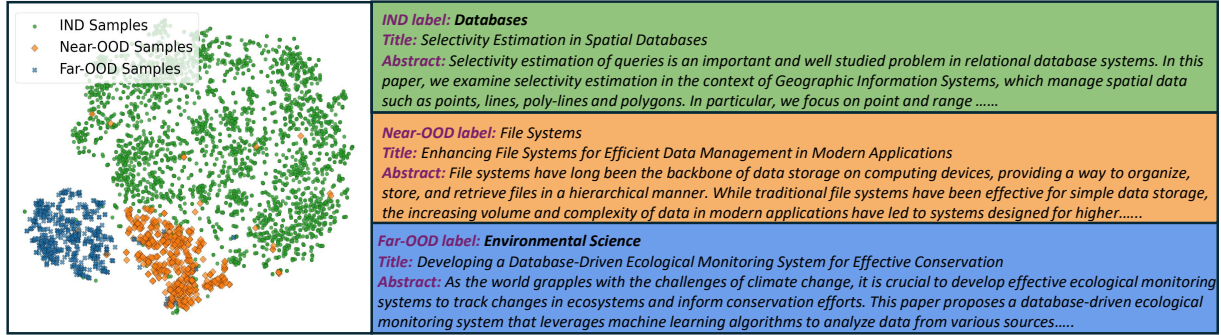 IND Samples
Near-OOD Samples
Far-OOD Samples
IND label: Databases
Title: Selectivity Estimation in Spatial Databases
Abstract: Selectivity estimation of queries is an important and well studied problem in relational database systems. In this
paper, we examine selectivity estimation in the context of Geographic Information Systems, which manage spatial data
such as points, lines, poly-lines and polygons. In particular, we focus on point and range ......
Near-OOD label: File Systems
Title: Enhancing File Systems for Efficient Data Management in Modern Applications
Abstract: File systems have long been the backbone of data storage on computing devices, providing a way to organize,
store, and retrieve files in a hierarchical manner. While traditional file systems have been effective for simple data storage,
the increasing volume and complexity of data in modern applications have led to systems designed for higher......
Far-OOD label: Environmental Science
Title: Developing a Database-Driven Ecological Monitoring System for Effective Conservation
Abstract: As the world grapples with the challenges of climate change, it is crucial to develop effective ecological monitoring
systems to track changes in ecosystems and inform conservation efforts. This paper proposes a database-driven ecological
monitoring system that leverages machine learning algorithms to analyze data from various sources.....